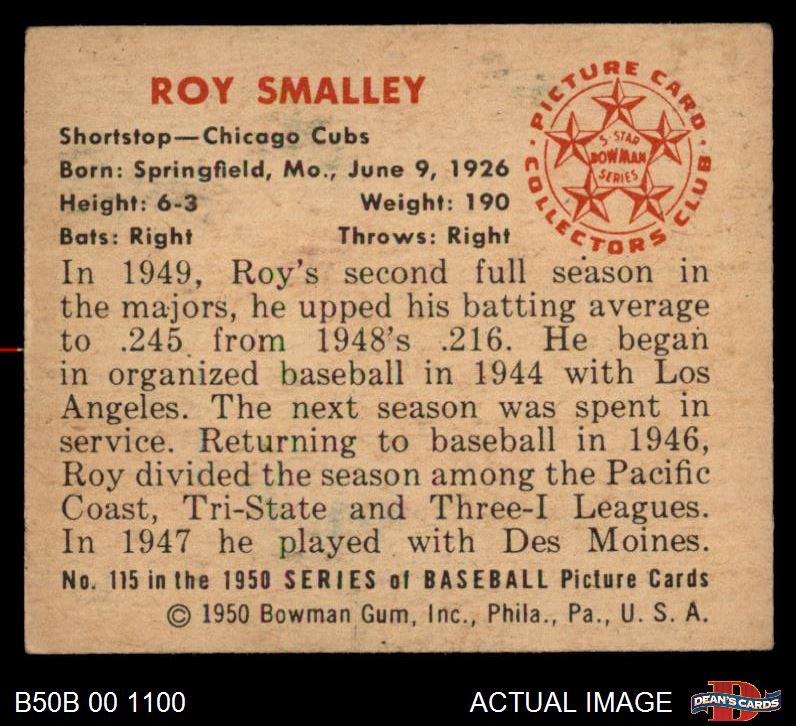 ROY SMALLEY
PICTURE CARD
COLLECTORS CLUB
5-STAR
BOWMAN
SERIES
Shortstop—Chicago Cubs
Born: Springfield, Mo., June 9, 1926
Height: 6-3 Weight: 190
Bats: Right Throws: Right
In 1949, Roy's second full season in
the majors, he upped his batting average
to .245 from 1948's .216. He began
in organized baseball in 1944 with Los
Angeles. The next season was spent in
service. Returning to baseball in 1946,
Roy divided the season among the Pacific
Coast, Tri-State and Three-I Leagues.
In 1947 he played with Des Moines.
No. 115 in the 1950 SERIES of BASEBALL Picture Cards
© 1950 Bowman Gum, Inc., Phila., Pa., U. S. A.
B50B 00 1100 ACTUAL IMAGE
D
DEAN'S CARDS